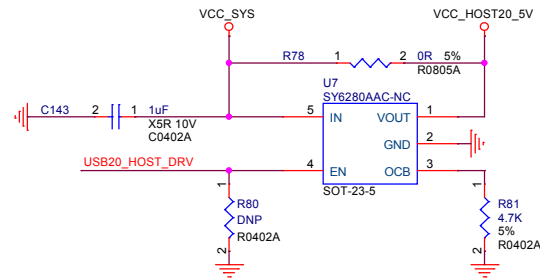 VCC_SYS
VCC_HOST20_5V
R78 1 2 0R 5%
R0805A
U7
SY6280AAC-NC
C143 2 1 1uF
X5R 10V
C0402A
5 IN VOUT 1
GND 2
USB20_HOST_DRV
4 EN OCB 3
SOT-23-5
1
R80
DNP
R0402A
2
1
R81
4.7K
5%
R0402A
2